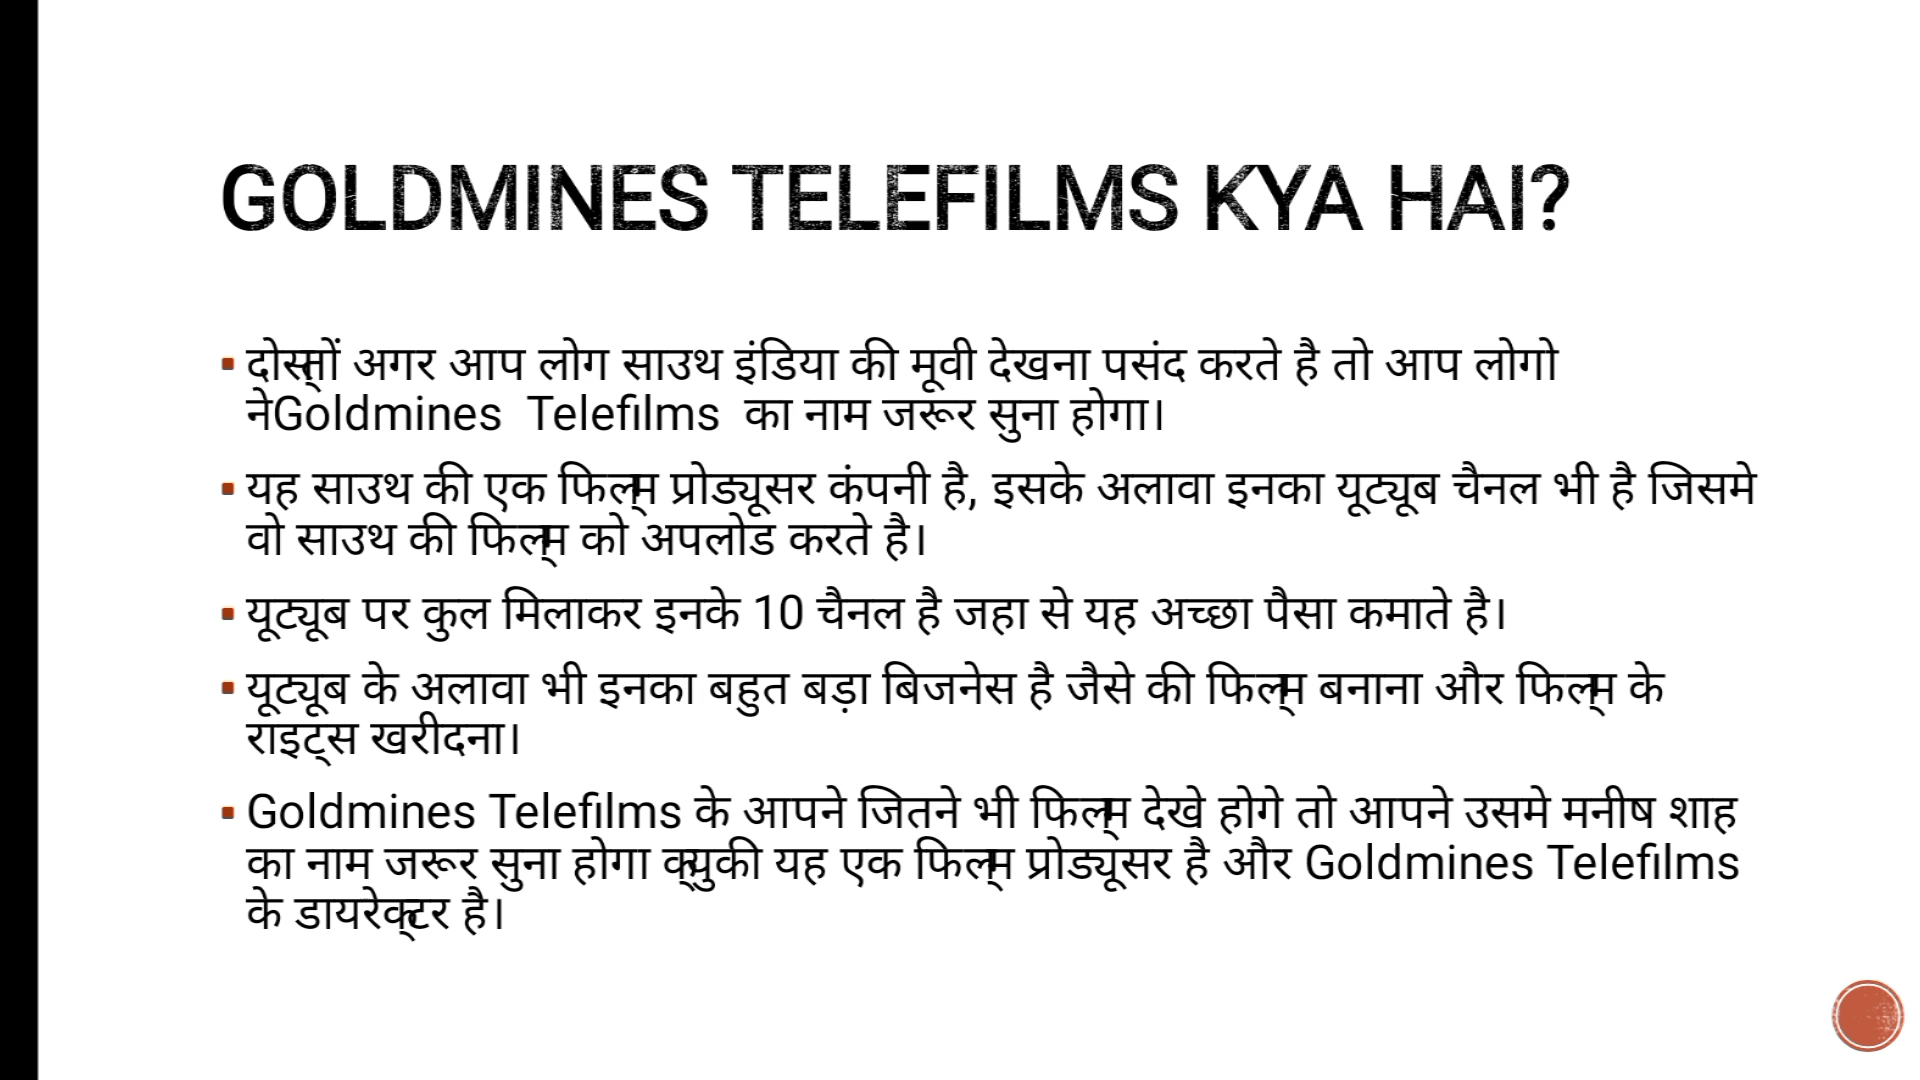 GOLDMINES TELEFILMS KYA HAI?
दोस्तों अगर आप लोग साउथ इंडिया की मूवी देखना पसंद करते है तो आप लोगो
नेGoldmines Telefilms का नाम जरूर सुना होगा।
यह साउथ की एक फिल्म प्रोड्यूसर कंपनी है, इसके अलावा इनका यूट्यूब चैनल भी है जिसमे
वो साउथ की फिल्म को अपलोड करते है।
यूट्यूब पर कुल मिलाकर इनके 10 चैनल है जहा से यह अच्छा पैसा कमाते है।
यूट्यूब के अलावा भी इनका बहुत बड़ा बिजनेस है जैसे की फिल्म बनाना और फिल्म के
राइट्स खरीदना।
Goldmines Telefilms के आपने जितने भी फिल्म देखे होगे तो आपने उसमे मनीष शाह
का नाम जरूर सुना होगा क्युकी यह एक फिल्म प्रोड्यूसर है और Goldmines Telefilms
के डायरेक्टर है।